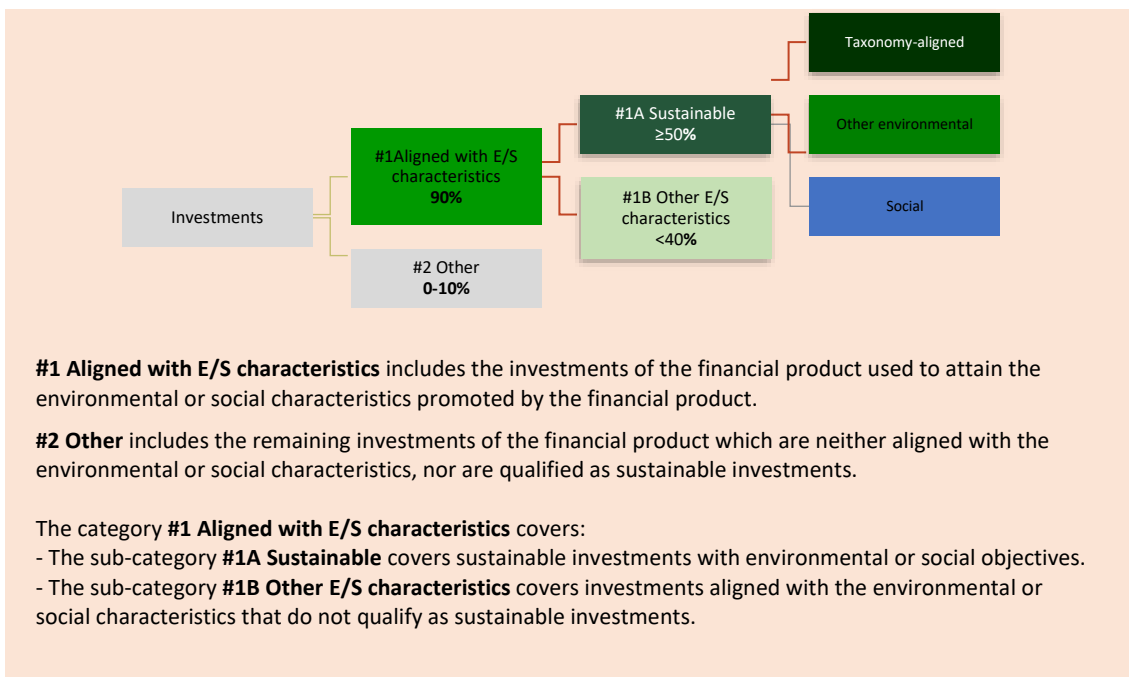 Taxonomy-aligned
#1A Sustainable
≥50%
Other environmental
#1Aligned with E/S
characteristics
90%
#1B Other E/S
characteristics
<40%
Social
Investments
#2 Other
0-10%
#1 Aligned with E/S characteristics includes the investments of the financial product used to attain the
environmental or social characteristics promoted by the financial product.
#2 Other includes the remaining investments of the financial product which are neither aligned with the
environmental or social characteristics, nor are qualified as sustainable investments.
The category #1 Aligned with E/S characteristics covers:
- The sub-category #1A Sustainable covers sustainable investments with environmental or social objectives.
- The sub-category #1B Other E/S characteristics covers investments aligned with the environmental or
social characteristics that do not qualify as sustainable investments.